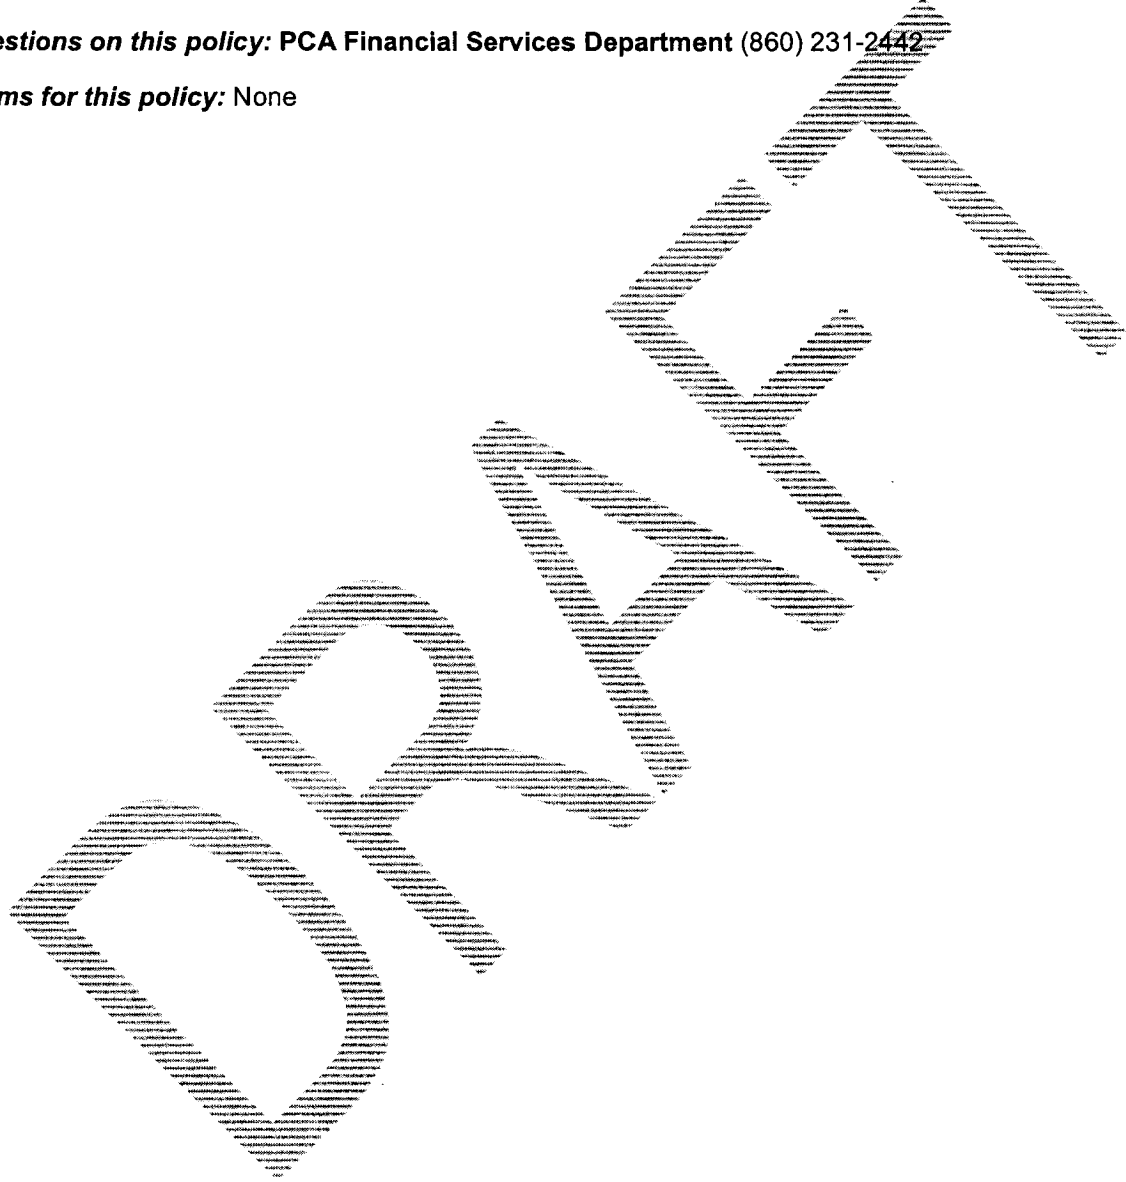 estions on this policy: PCA Financial Services Department (860) 231-2442
ms for this policy: None
DRAFT